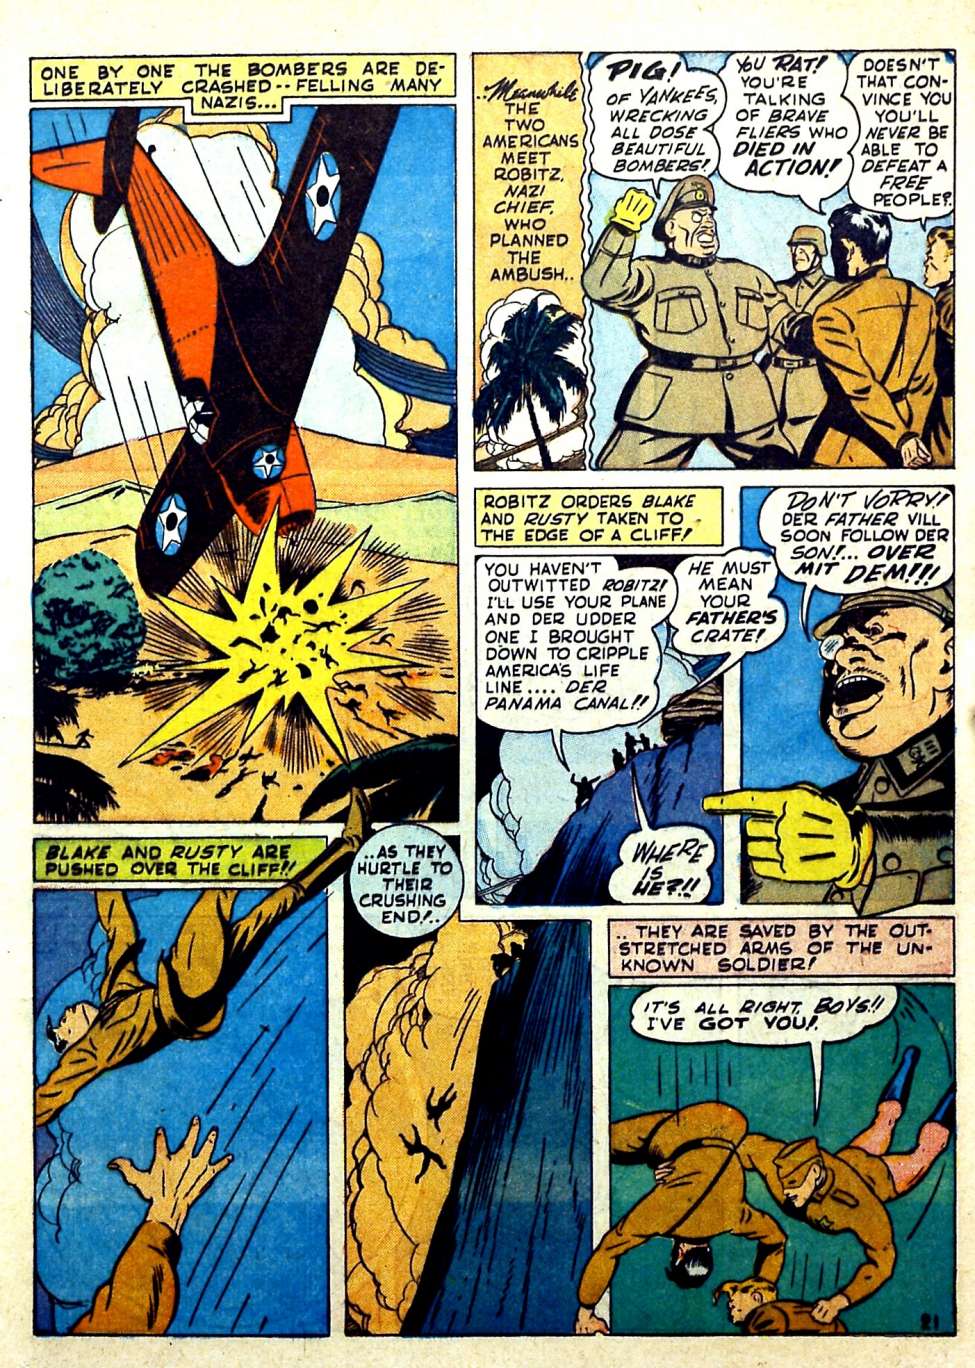 ONE BY ONE THE BOMBERS ARE DE-
LIBERATELY CRASHED--FELLING MANY
NAZIS...
..Meanwhile
THE
TWO
AMERICANS
MEET
ROBITZ,
NAZI
CHIEF,
WHO
PLANNED
THE
AMBUSH..
PIG!
OF YANKEES,
WRECKING
ALL DOSE
BEAUTIFUL
BOMBERS!
YOU RAT!
YOU'RE
TALKING
OF BRAVE
FLIERS WHO
DIED IN
ACTION!
DOESN'T
THAT CON-
VINCE YOU
YOU'LL
NEVER BE
ABLE TO
DEFEAT A
FREE
PEOPLE?
ROBITZ ORDERS BLAKE
AND RUSTY TAKEN TO
THE EDGE OF A CLIFF!
YOU HAVEN'T
OUTWITTED ROBITZ!
I'LL USE YOUR PLANE
AND DER UDDER
ONE I BROUGHT
DOWN TO CRIPPLE
AMERICA'S LIFE
LINE.... DER
PANAMA CANAL!!
HE MUST
MEAN
YOUR
FATHER'S
CRATE!
WHERE
IS
HE?!!
DON'T VORRY!
DER FATHER VILL
SOON FOLLOW DER
SON!... OVER
MIT DEM!!!
BLAKE AND RUSTY ARE
PUSHED OVER THE CLIFF!!
..AS THEY
HURTLE TO
THEIR
CRUSHING
END!..
.. THEY ARE SAVED BY THE OUT-
STRETCHED ARMS OF THE UN-
KNOWN SOLDIER!
IT'S ALL RIGHT, BOYS!!
I'VE GOT YOU!
21